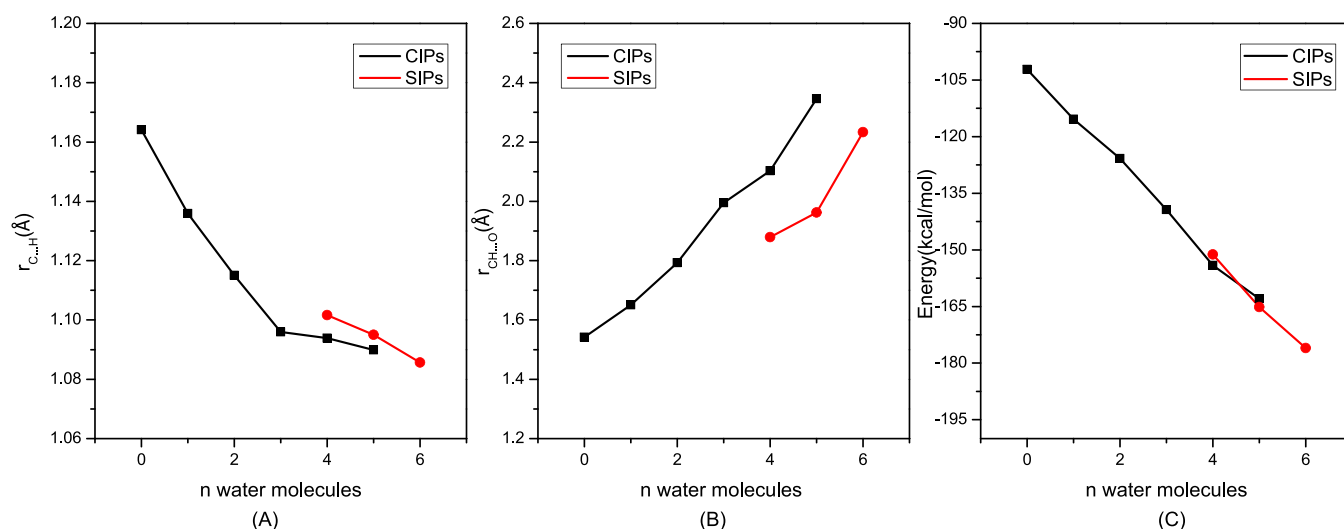 1.20
1.18
1.16
1.14
1.12
1.10
1.08
1.06
r_C...H(Å)
0 2 4 6
n water molecules
(A)
CIPs
SIPs
2.6
2.4
2.2
2.0
1.8
1.6
1.4
1.2
r_CH...O(Å)
0 2 4 6
n water molecules
(B)
CIPs
SIPs
-90
-105
-120
-135
-150
-165
-180
-195
Energy(kcal/mol)
0 2 4 6
n water molecules
(C)
CIPs
SIPs